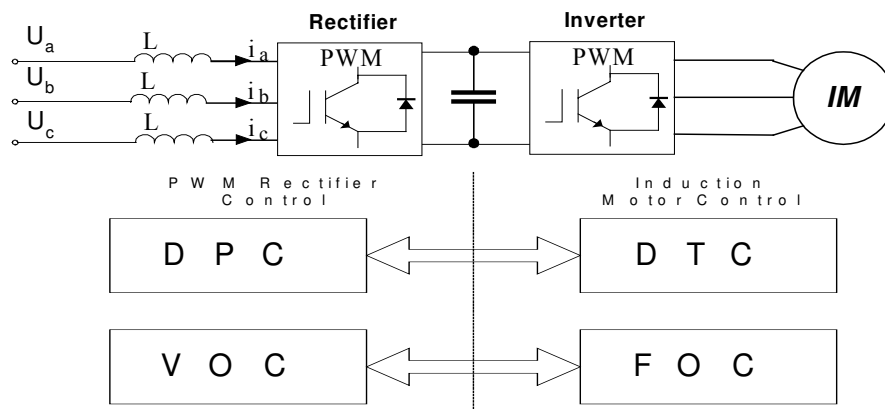 Rectifier
Inverter
Ua
L
ia
PWM
PWM
Ub
L
ib
IM
Uc
L
ic
PWM Rectifier
Control
Induction
Motor Control
DPC
DTC
VOC
FOC